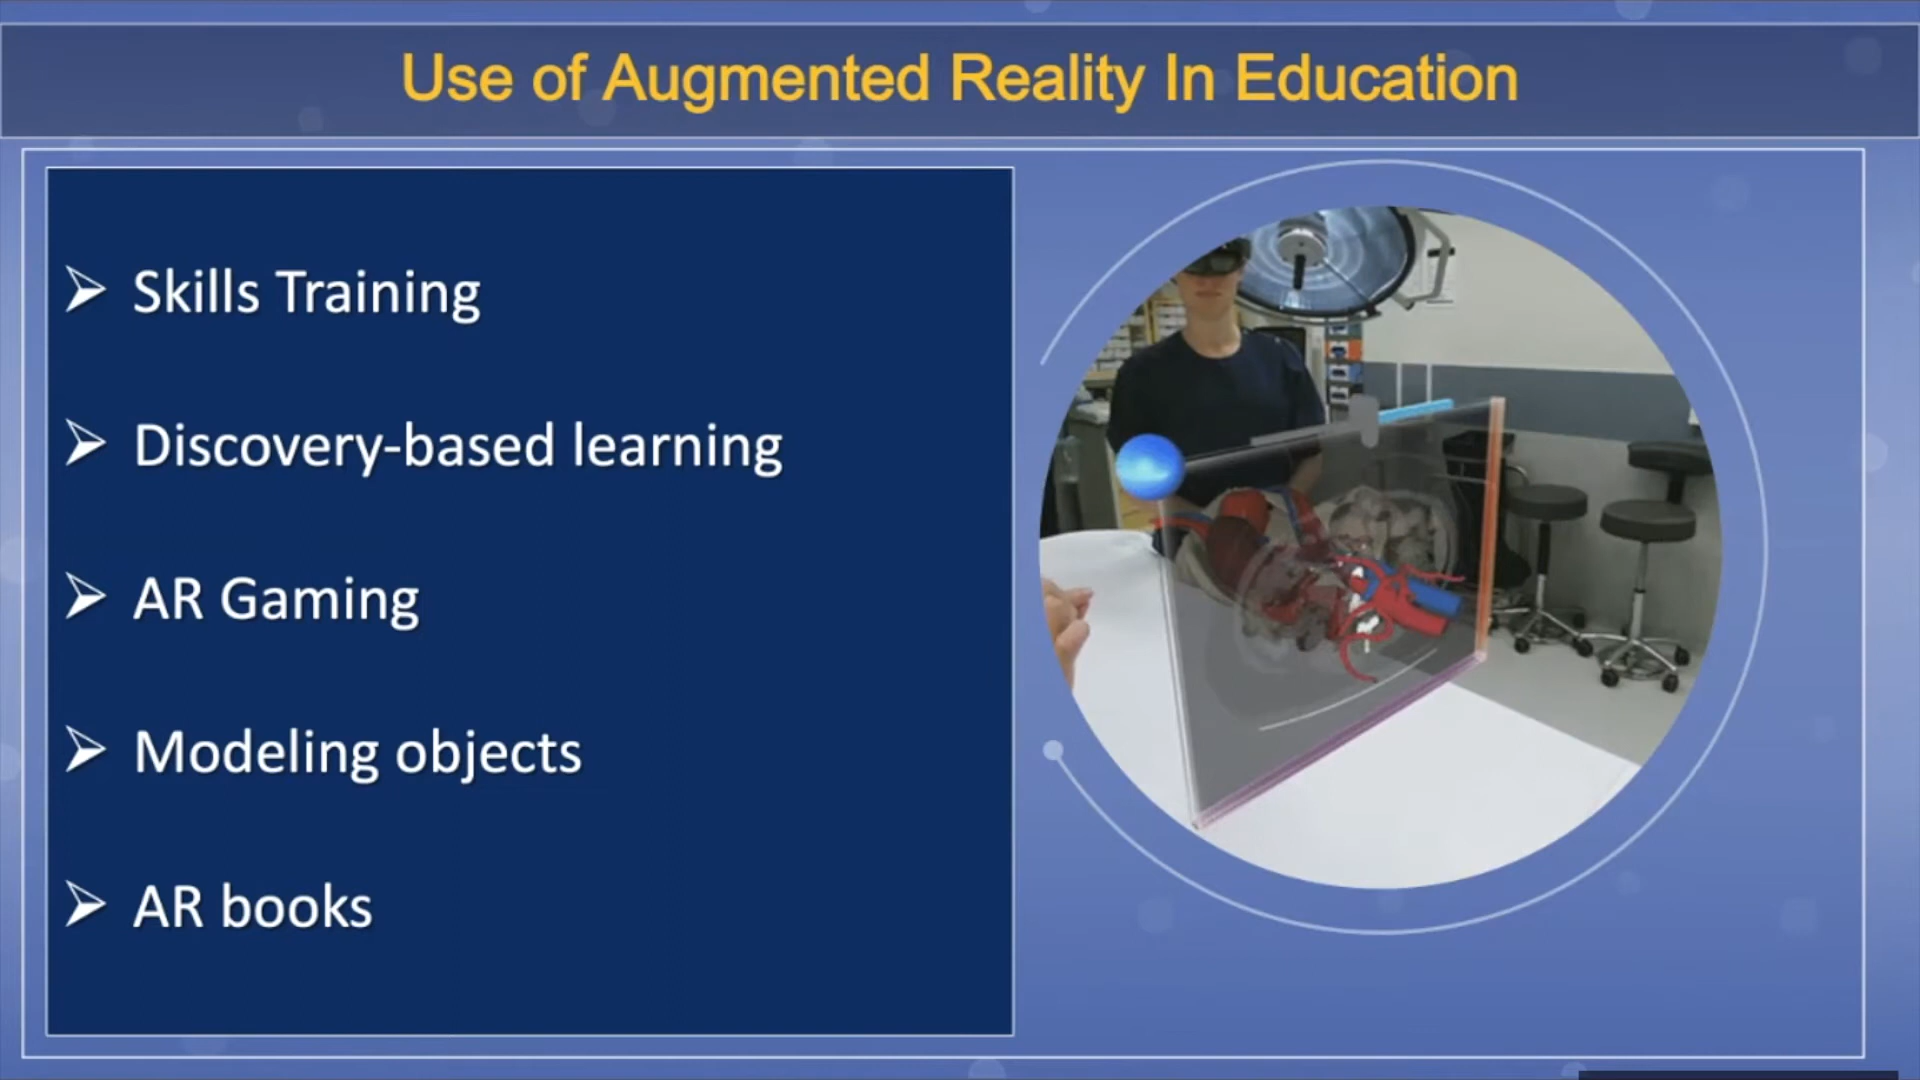 Use of Augmented Reality In Education
Skills Training
Discovery-based learning
AR Gaming
Modeling objects
AR books